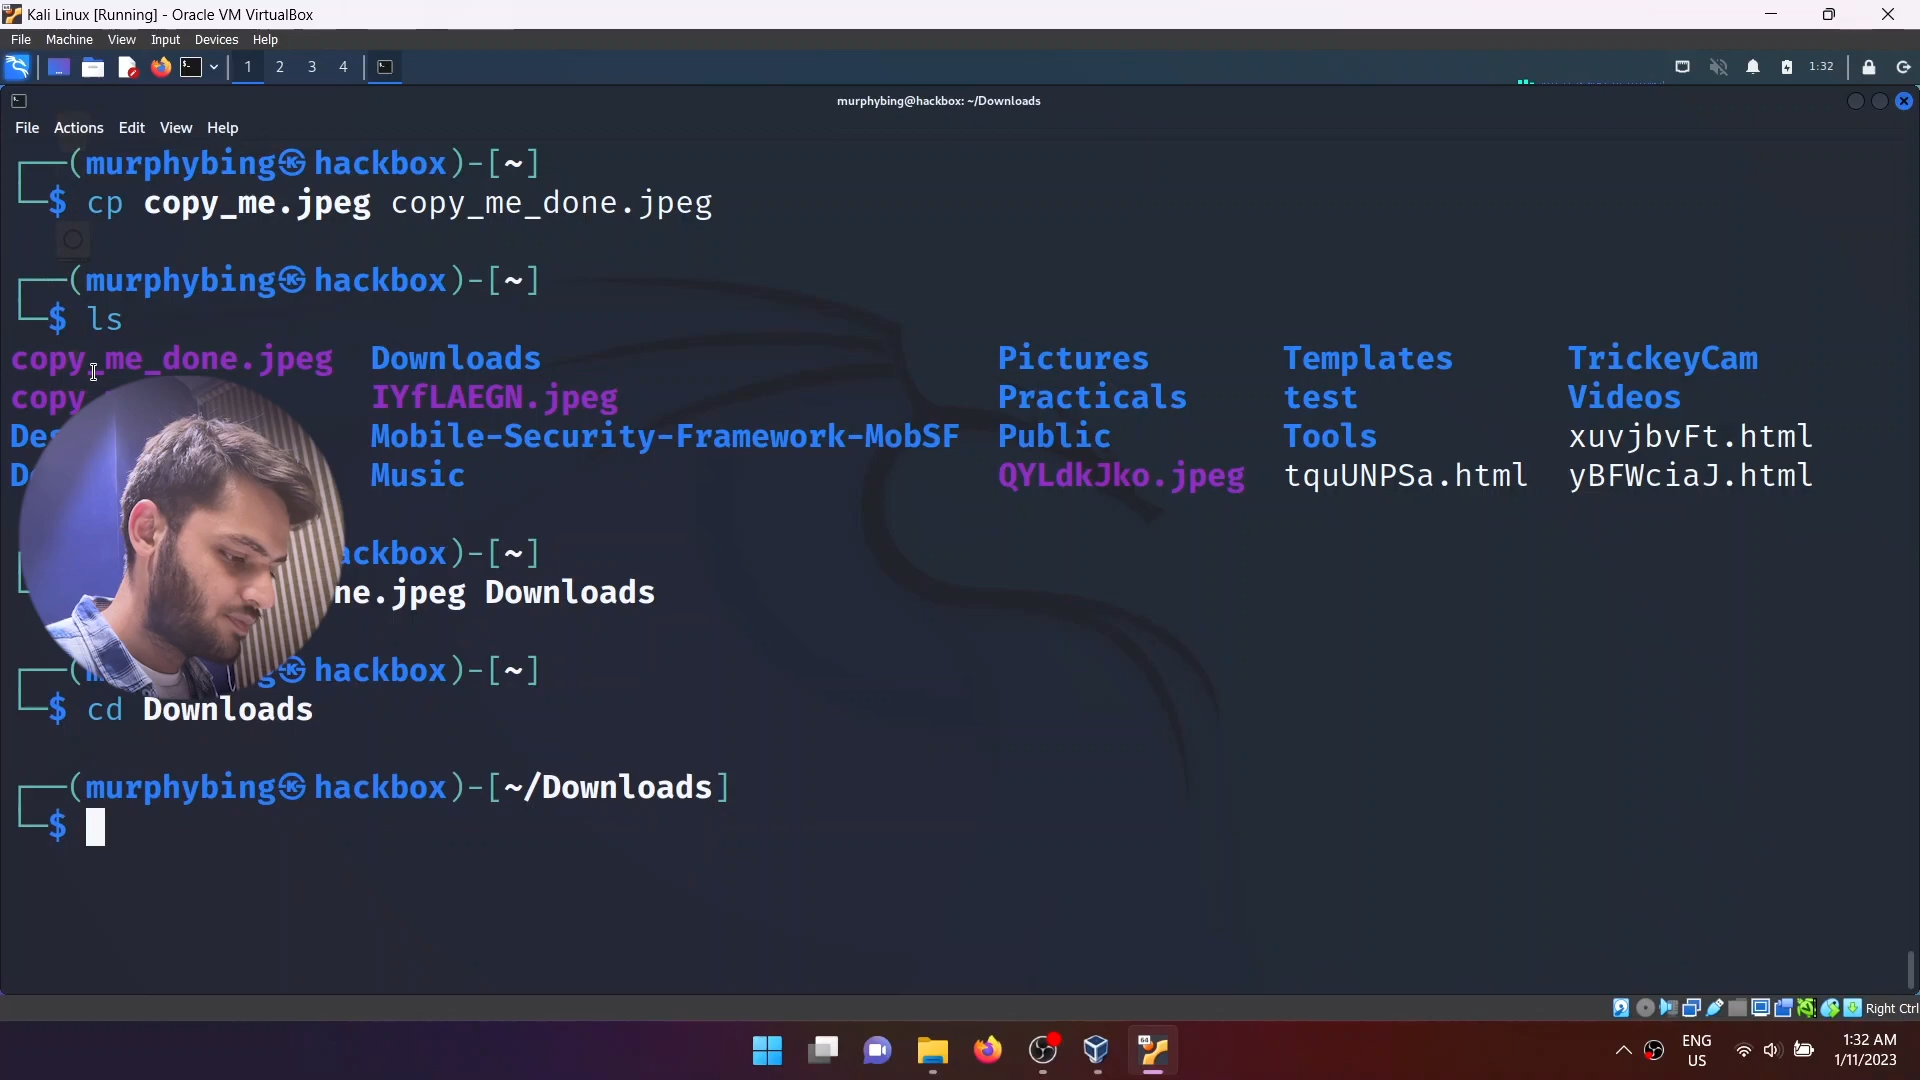 Kali Linux [Running] - Oracle VM VirtualBox
File Machine View Input Devices Help
1 2 3 4 1:32
murphybing@hackbox: ~/Downloads
File Actions Edit View Help
(murphybing㉿hackbox)-[~]
$ cp copy_me.jpeg copy_me_done.jpeg
(murphybing㉿hackbox)-[~]
$ ls
copy_me_done.jpeg Downloads Pictures Templates TrickeyCam
copy IYfLAEGN.jpeg Practicals test Videos
Mobile-Security-Framework-MobSF Public Tools xuvjbvFt.html
Music QYLdkJko.jpeg tquUNPSa.html yBFWciaJ.html
ackbox)-[~]
ne.jpeg Downloads
㉿hackbox)-[~]
$ cd Downloads
(murphybing㉿hackbox)-[~/Downloads]
$
Right Ctrl
ENG 1:32 AM
US 1/11/2023